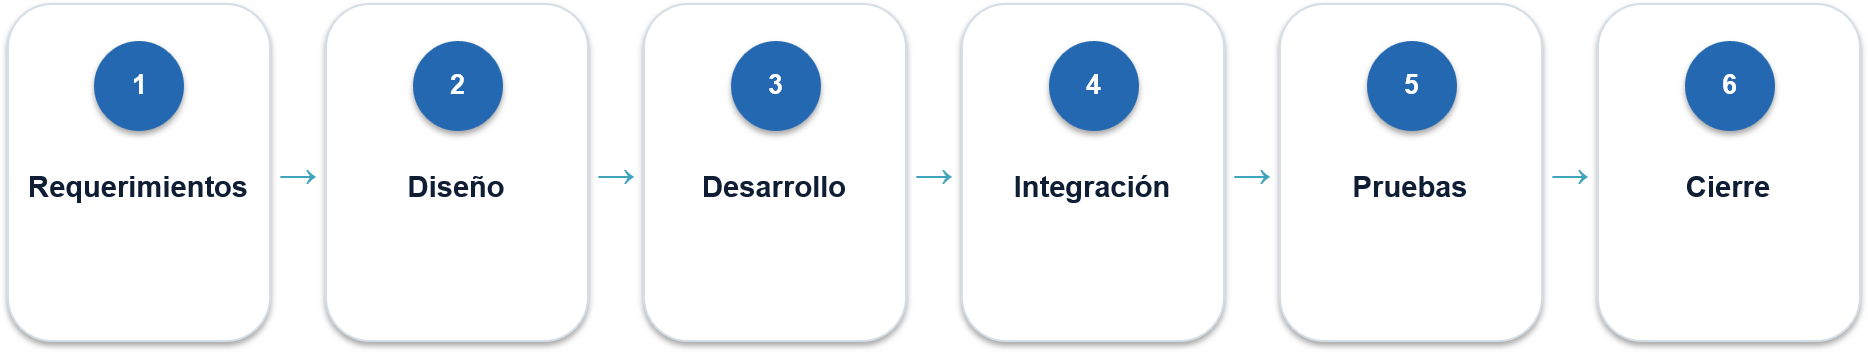 1
Requerimientos
→
2
Diseño
→
3
Desarrollo
→
4
Integración
→
5
Pruebas
→
6
Cierre